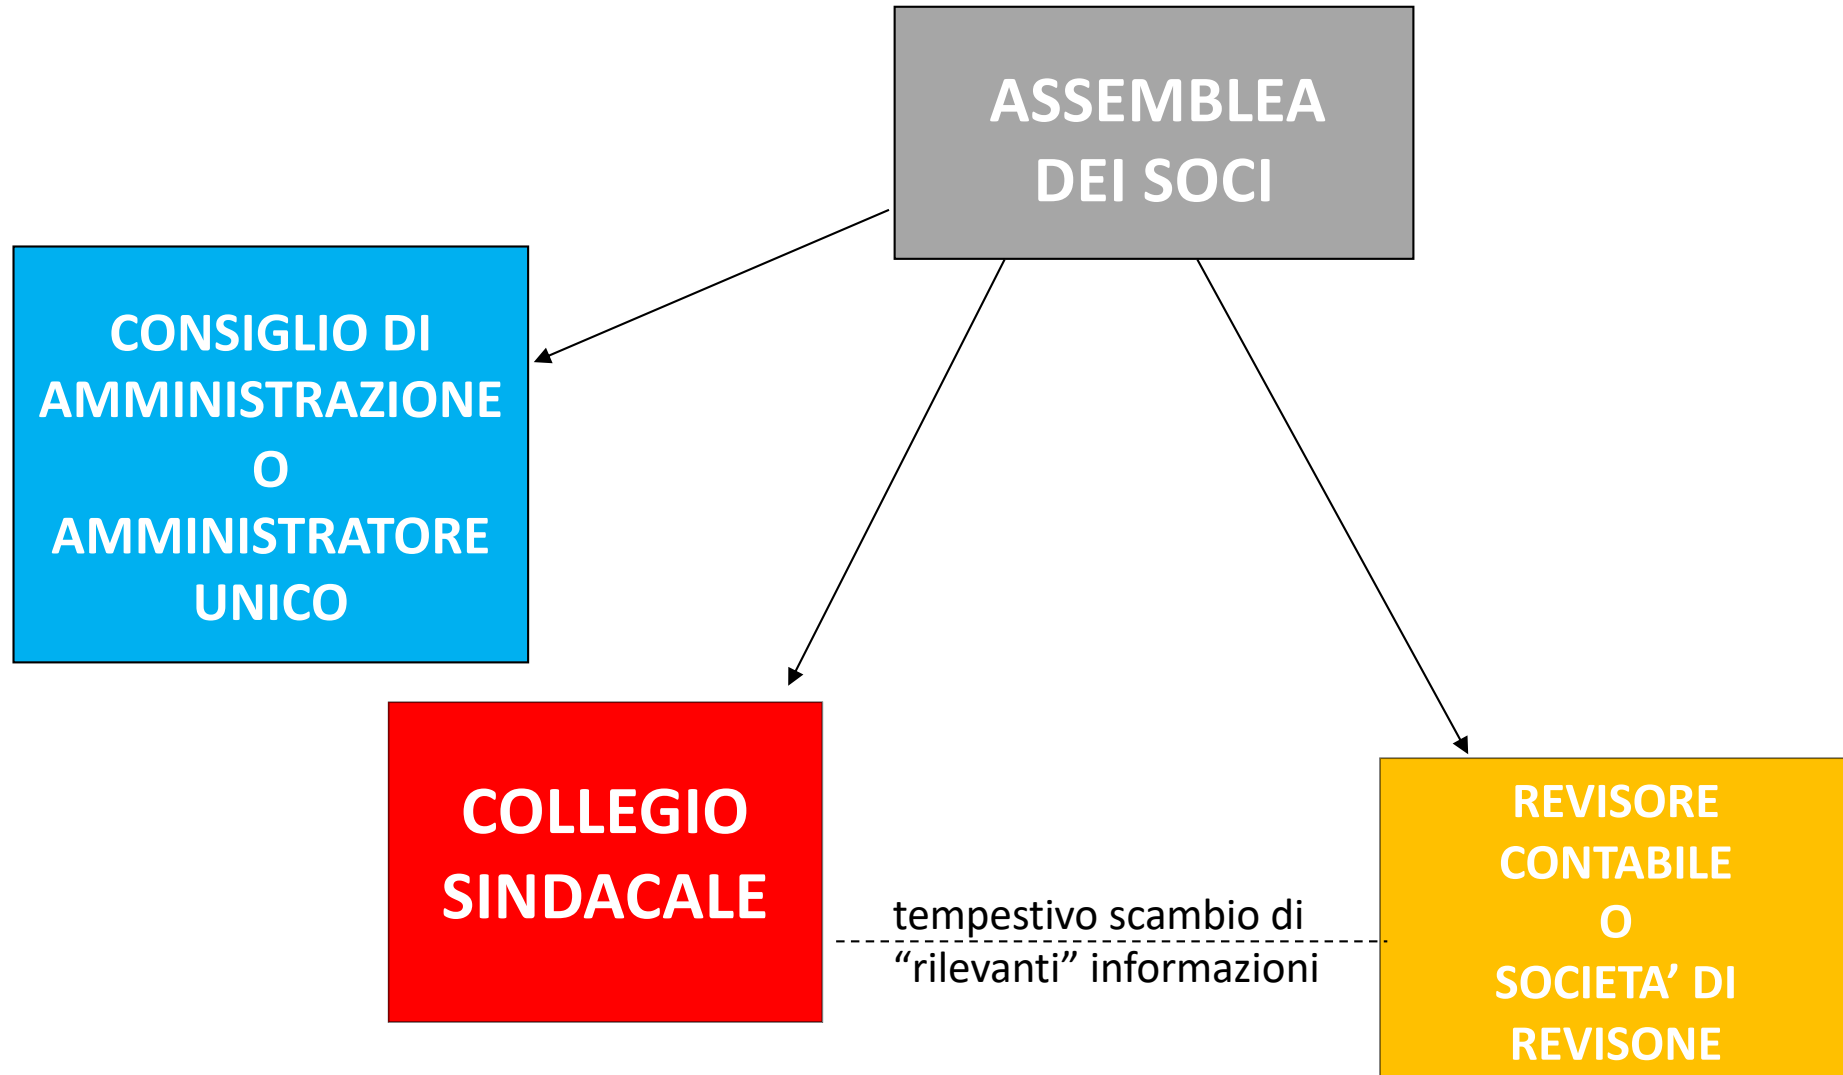 ASSEMBLEA
DEI SOCI
CONSIGLIO DI
AMMINISTRAZIONE
O
AMMINISTRATORE
UNICO
COLLEGIO
SINDACALE
tempestivo scambio di
“rilevanti” informazioni
REVISORE
CONTABILE
O
SOCIETA’ DI
REVISONE